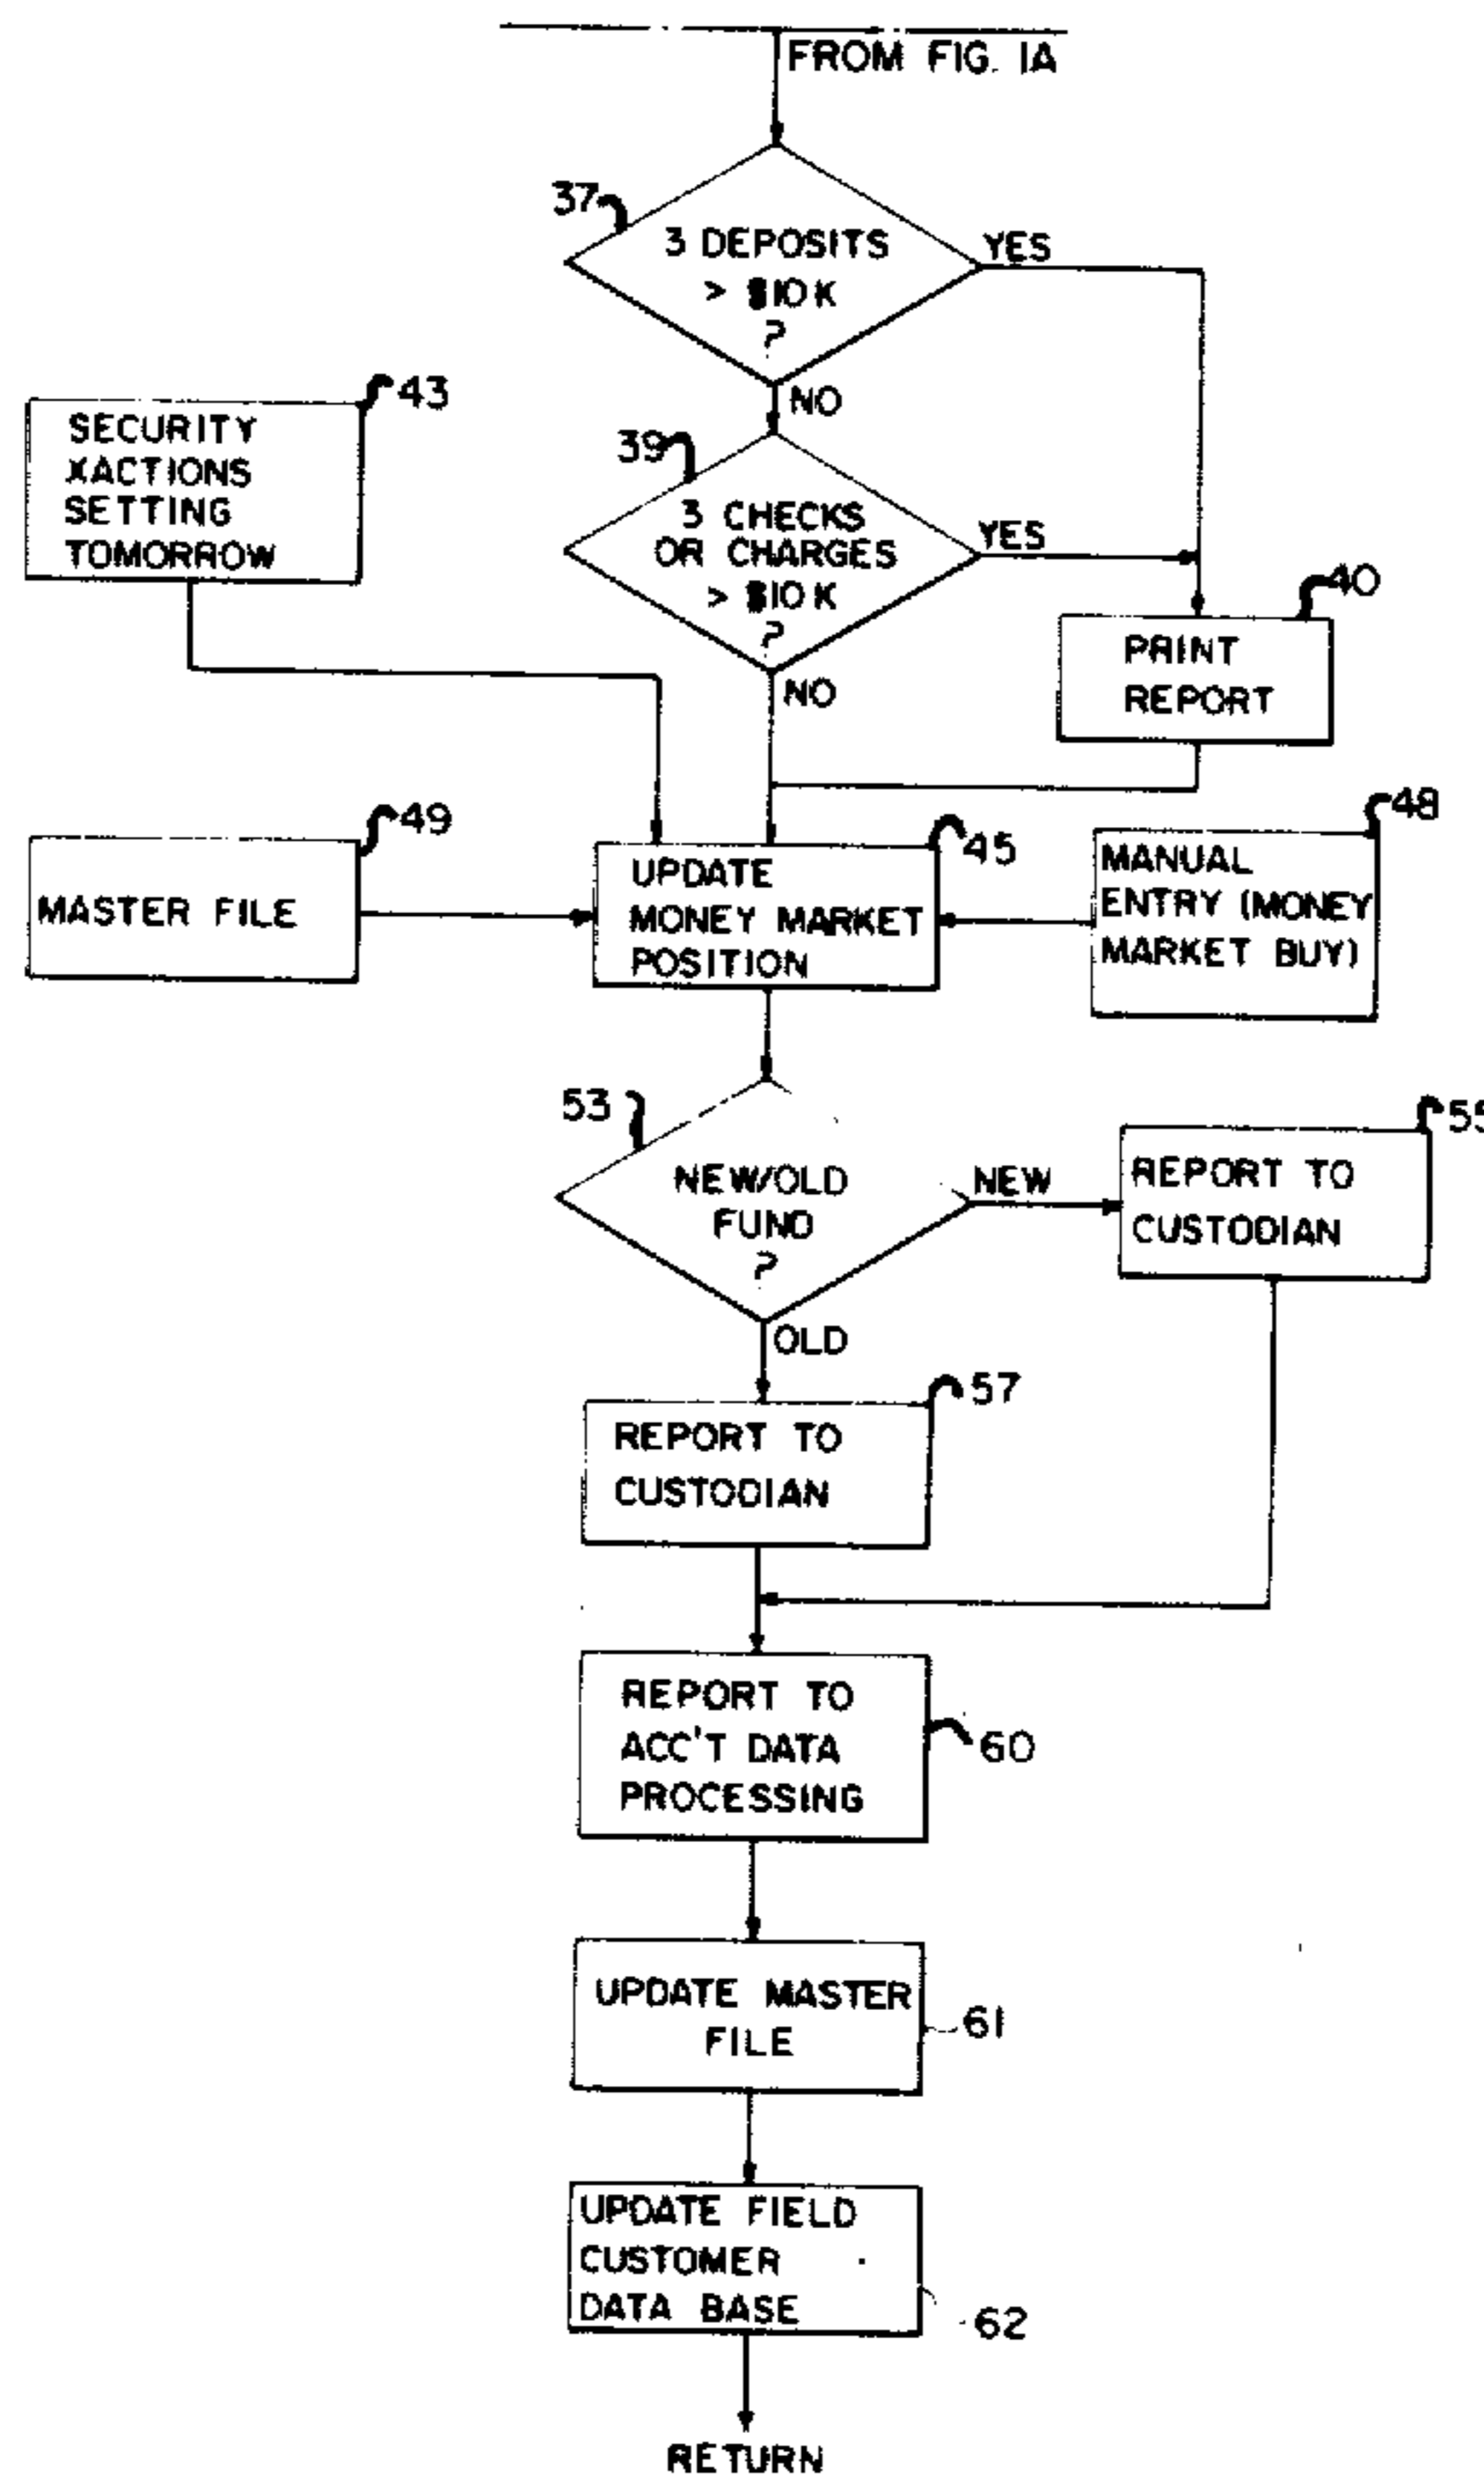 FROM FIG. 1A
37
3 DEPOSITS
> $10K
?
YES
NO
43
SECURITY
XACTIONS
SETTING
TOMORROW
39
3 CHECKS
OR CHARGES
> $10K
?
YES
NO
40
PRINT
REPORT
49
MASTER FILE
45
UPDATE
MONEY MARKET
POSITION
48
MANUAL
ENTRY (MONEY
MARKET BUY)
53
NEW/OLD
FUND
?
NEW
OLD
55
REPORT TO
CUSTODIAN
57
REPORT TO
CUSTODIAN
REPORT TO
ACC'T DATA
PROCESSING
60
UPDATE MASTER
FILE
61
UPDATE FIELD
CUSTOMER
DATA BASE
62
RETURN